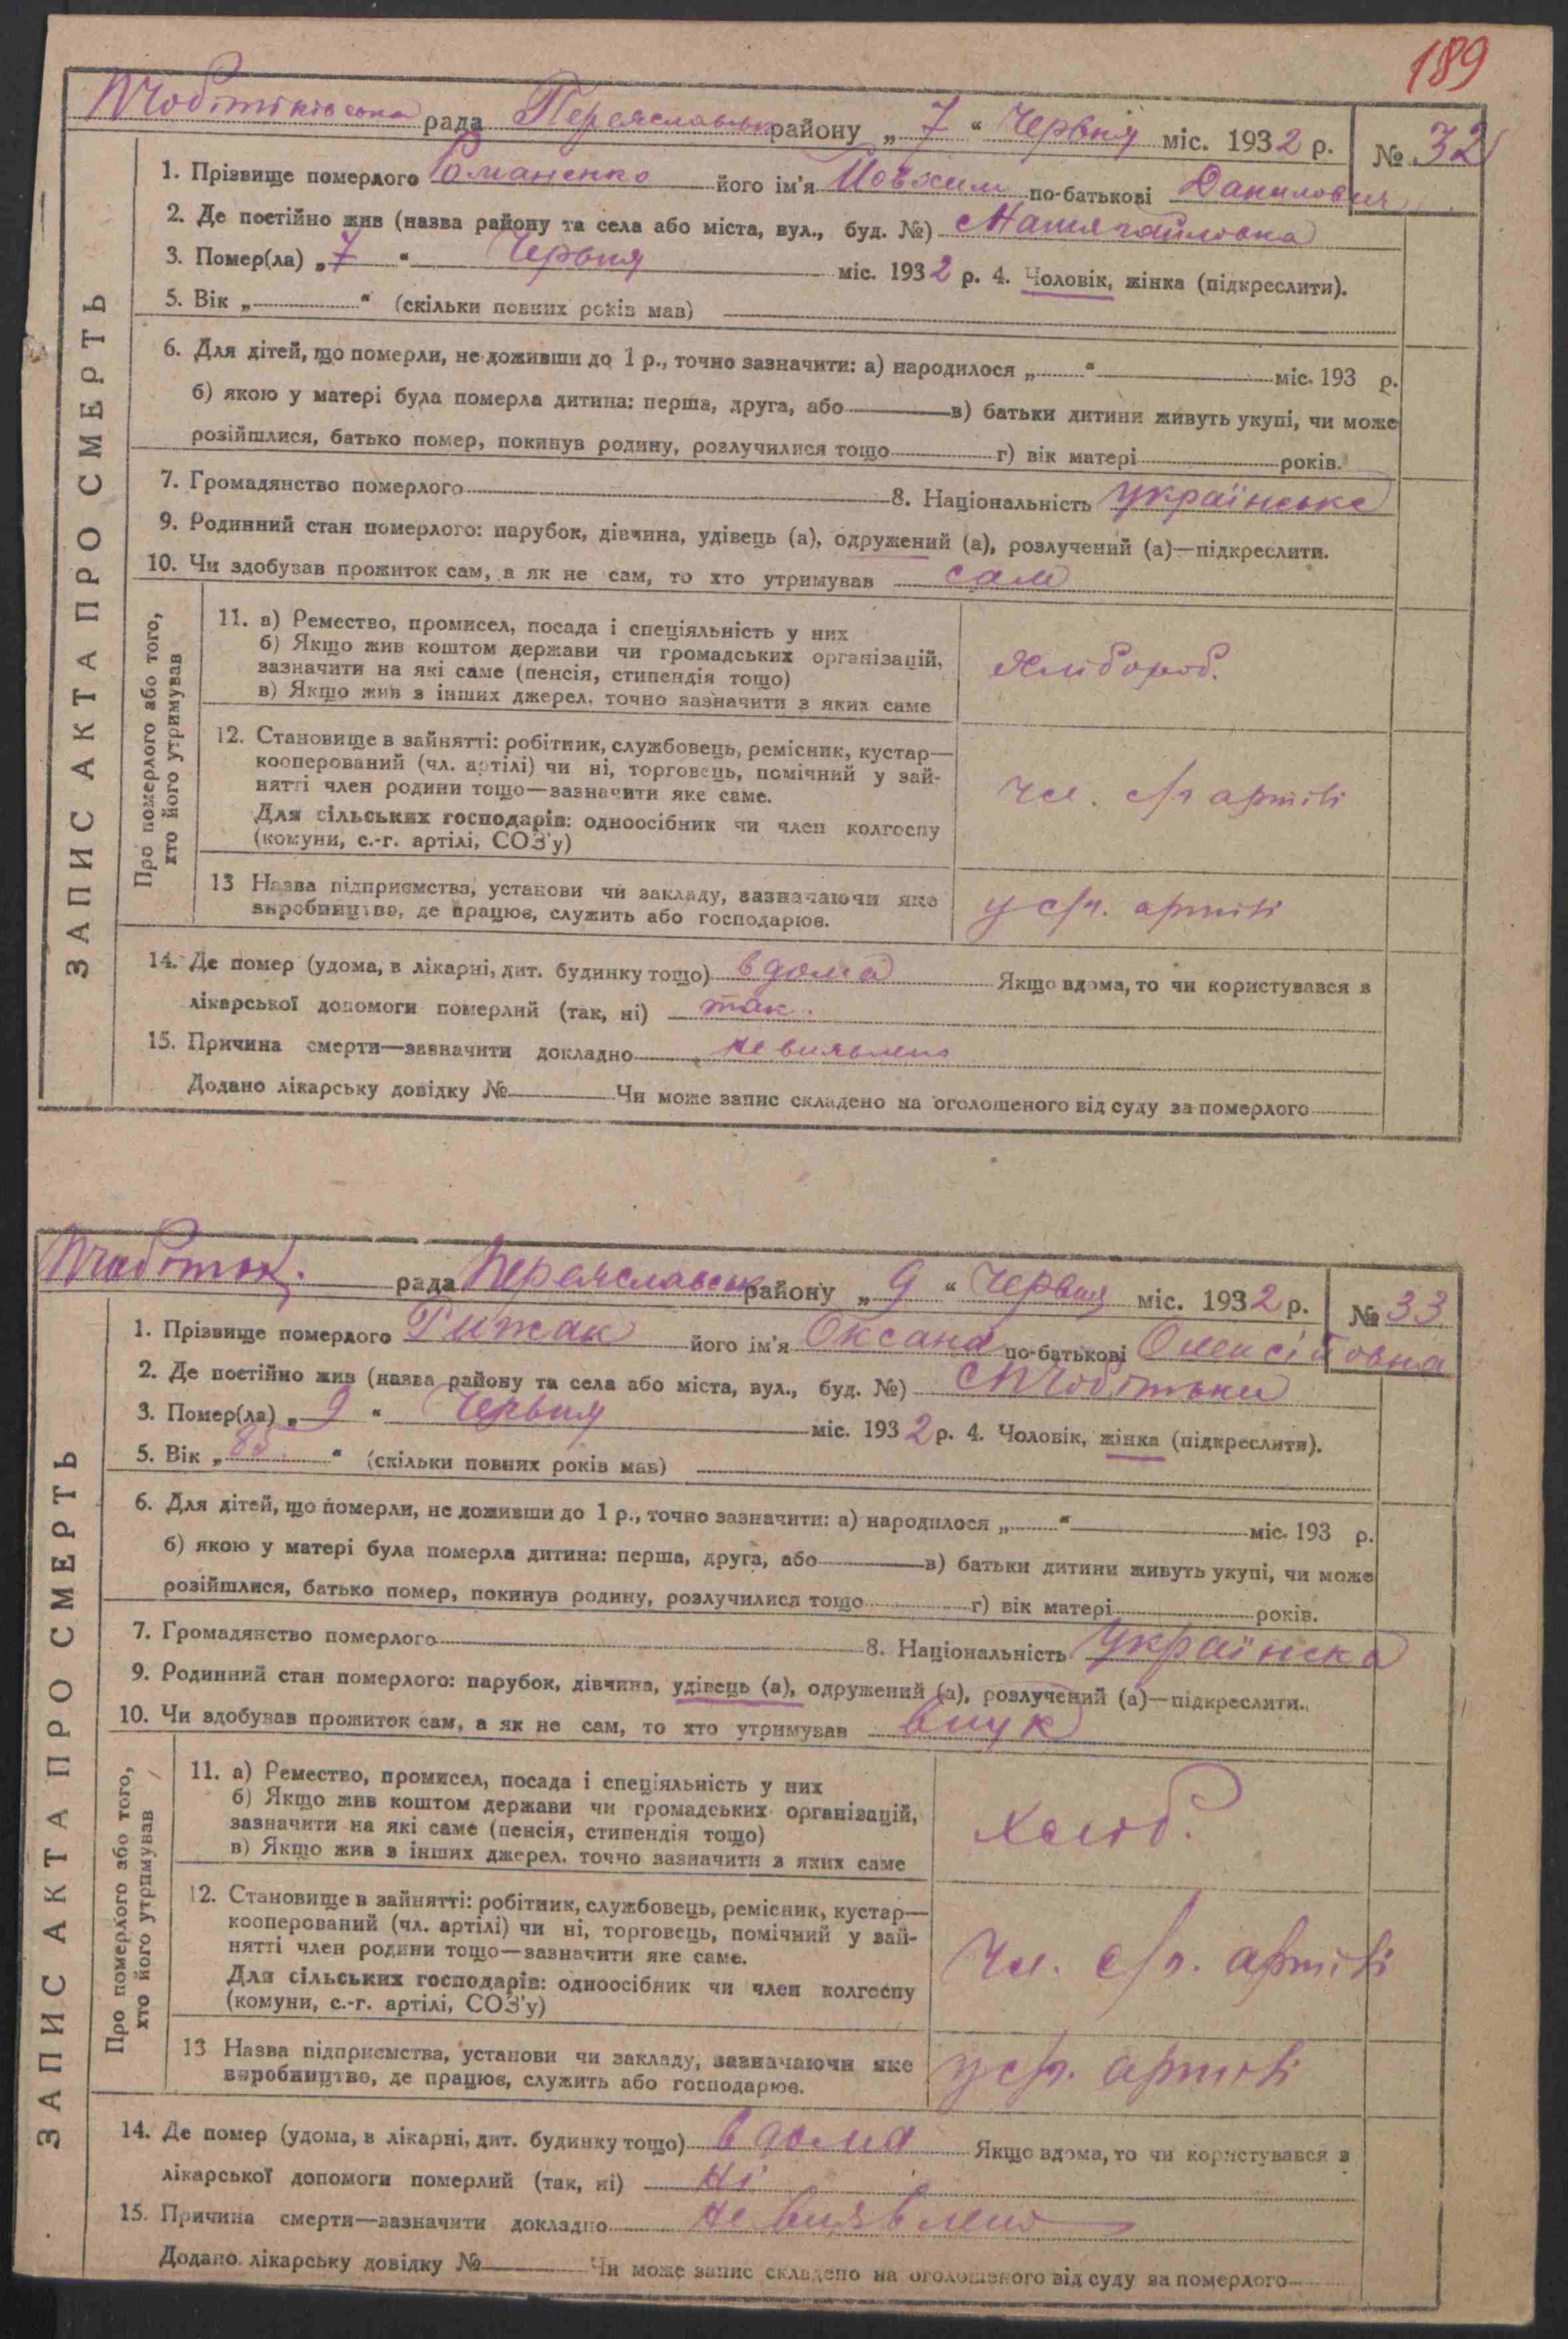 189
рада Переяславськ району „ 7 “ Червня міс. 1932 р. № 32
1. Прізвище померлого Романенко його ім'я Йовхим по-батькові Данилович
2. Де постійно жив (назва району та села або міста, вул., буд. №)
3. Помер(ла) „ 7 “ Червня міс. 1932 р. 4. Чоловік, жінка (підкреслити).
5. Вік „ “ (скільки повних років мав)
6. Для дітей, що померли, не доживши до 1 р., точно зазначити: а) народилося „ “ міс. 193 р.
б) якою у матері була померла дитина: перша, друга, або в) батьки дитини живуть укупі, чи може
розійшлися, батько помер, покинув родину, розлучилися тощо г) вік матері років.
7. Громадянство померлого 8. Національність українське
9. Родинний стан померлого: парубок, дівчина, удівець (а), одружений (а), розлучений (а)—підкреслити.
10. Чи здобував прожиток сам, а як не сам, то хто утримував сам
ЗАПИС АКТА ПРО СМЕРТЬ
Про померлого або того,
хто його утримував
11. а) Ремество, промисел, посада і спеціяльність у них
б) Якщо жив коштом держави чи громадських організацій,
зазначити на які саме (пенсія, стипендія тощо)
в) Якщо жив з інших джерел, точно зазначити з яких саме
Хлібороб.
12. Становище в зайнятті: робітник, службовець, ремісник, кустар—
кооперований (чл. артілі) чи ні, торговець, помічний у зай-
нятті член родини тощо—зазначити яке саме.
Для сільських господарів: одноосібник чи член колгоспу
(комуни, с.-г. артілі, СОЗ'у)
чл. с/г артілі
13 Назва підприємства, установи чи закладу, зазначаючи яке
виробництво, де працює, служить або господарює.
у с/г. артілі
14. Де помер (удома, в лікарні, дит. будинку тощо) вдома Якщо вдома, то чи користувався з
лікарської допомоги померлий (так, ні) так.
15. Причина смерти—зазначити докладно не виявлено
Додано лікарську довідку № Чи може запис складено на оголошеного від суду за померлого
рада Переяславськ району „ 9 “ Червня міс. 1932 р. № 33
1. Прізвище померлого Рижак його ім'я Оксана по-батькові Олексійовна
2. Де постійно жив (назва району та села або міста, вул., буд. №)
3. Помер(ла) „ 9 “ Червня міс. 1932 р. 4. Чоловік, жінка (підкреслити).
5. Вік „ “ (скільки повних років мав)
6. Для дітей, що померли, не доживши до 1 р., точно зазначити: а) народилося „ “ міс. 193 р.
б) якою у матері була померла дитина: перша, друга, або в) батьки дитини живуть укупі, чи може
розійшлися, батько помер, покинув родину, розлучилися тощо г) вік матері років.
7. Громадянство померлого 8. Національність українска
9. Родинний стан померлого: парубок, дівчина, удівець (а), одружений (а), розлучений (а)—підкреслити.
10. Чи здобував прожиток сам, а як не сам, то хто утримував внук
ЗАПИС АКТА ПРО СМЕРТЬ
Про померлого або того,
хто його утримував
11. а) Ремество, промисел, посада і спеціяльність у них
б) Якщо жив коштом держави чи громадських організацій,
зазначити на які саме (пенсія, стипендія тощо)
в) Якщо жив з інших джерел, точно зазначити з яких саме
12. Становище в зайнятті: робітник, службовець, ремісник, кустар—
кооперований (чл. артілі) чи ні, торговець, помічний у зай-
нятті член родини тощо—зазначити яке саме.
Для сільських господарів: одноосібник чи член колгоспу
(комуни, с.-г. артілі, СОЗ'у)
чл. с/г. артілі
13 Назва підприємства, установи чи закладу, зазначаючи яке
виробництво, де працює, служить або господарює.
у с/г. артілі
14. Де помер (удома, в лікарні, дит. будинку тощо) вдома Якщо вдома, то чи користувався з
лікарської допомоги померлий (так, ні) ні
15. Причина смерти—зазначити докладно не виявлено
Додано лікарську довідку № Чи може запис складено на оголошеного від суду за померлого